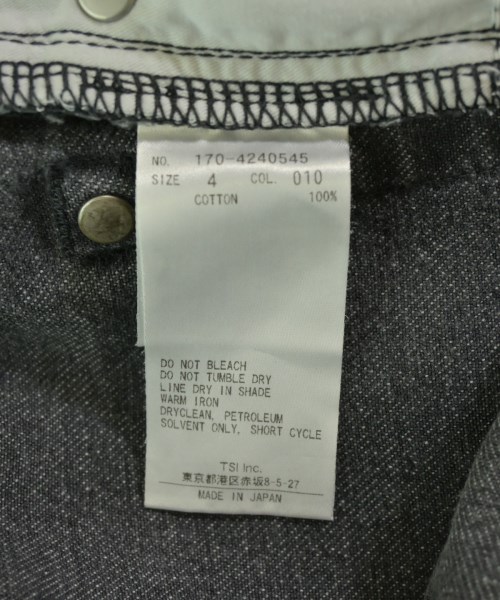 NO. 170-4240545
SIZE 4 COL. 010
COTTON 100%
DO NOT BLEACH
DO NOT TUMBLE DRY
LINE DRY IN SHADE
WARM IRON
DRYCLEAN, PETROLEUM
SOLVENT ONLY, SHORT CYCLE
TSI Inc.
東京都港区赤坂8-5-27
MADE IN JAPAN